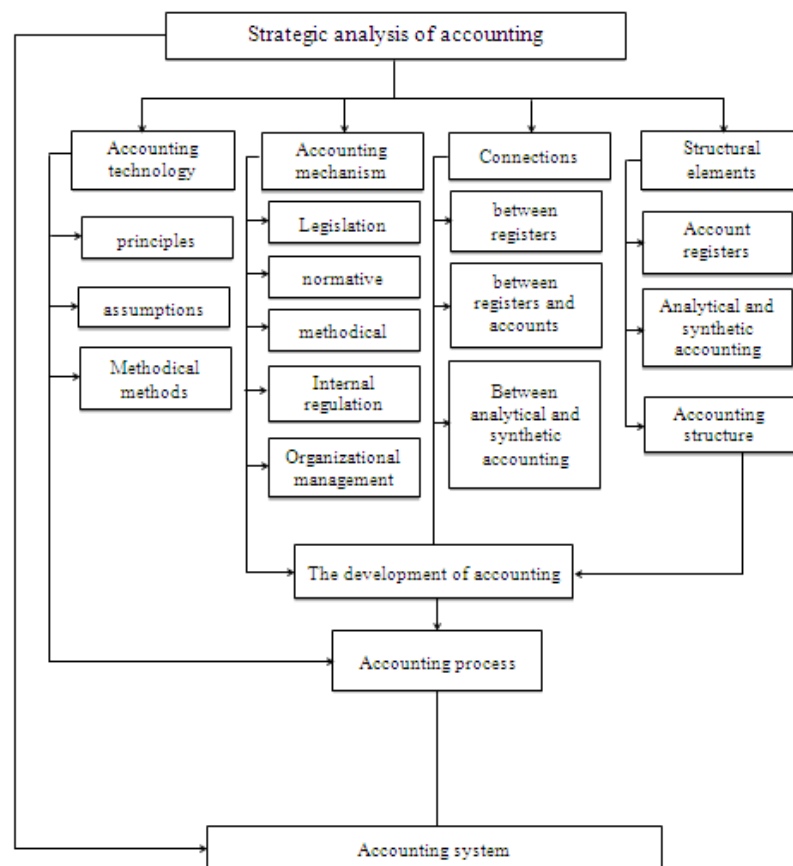 Strategic analysis of accounting
Accounting
technology
principles
assumptions
Methodical
methods
Accounting
mechanism
Legislation
normative
methodical
Internal
regulation
Organizational
management
Connections
between
registers
between
registers and
accounts
Between
analytical and
synthetic
accounting
Structural
elements
Account
registers
Analytical and
synthetic
accounting
Accounting
structure
The development of accounting
Accounting process
Accounting system